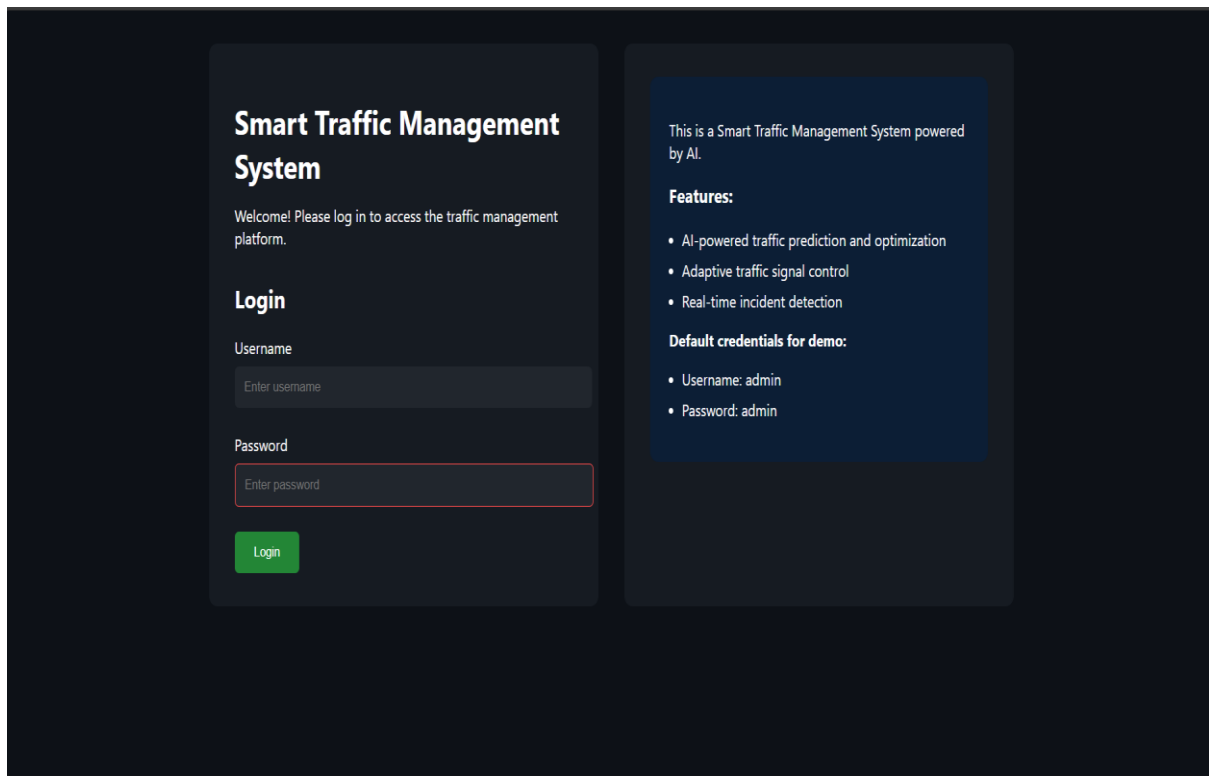 Smart Traffic Management
System
Welcome! Please log in to access the traffic management
platform.
Login
Username
Enter username
Password
Enter password
Login
This is a Smart Traffic Management System powered
by AI.
Features:
• AI-powered traffic prediction and optimization
• Adaptive traffic signal control
• Real-time incident detection
Default credentials for demo:
• Username: admin
• Password: admin